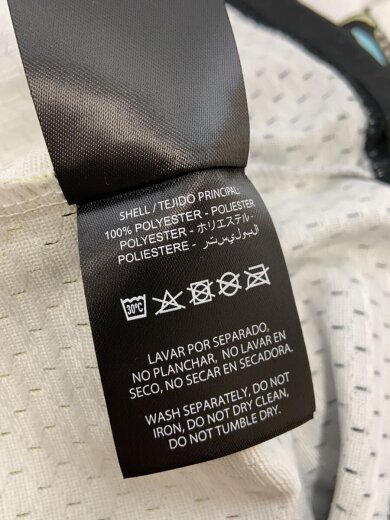 SHELL / TEJIDO PRINCIPAL:
100% POLYESTER - POLIESTER
POLYESTER - ポリエステル -
POLIESTERE - البوليستر
30°C
LAVAR POR SEPARADO,
NO PLANCHAR, NO LAVAR EN
SECO, NO SECAR EN SECADORA.
WASH SEPARATELY, DO NOT
IRON, DO NOT DRY CLEAN,
DO NOT TUMBLE DRY.